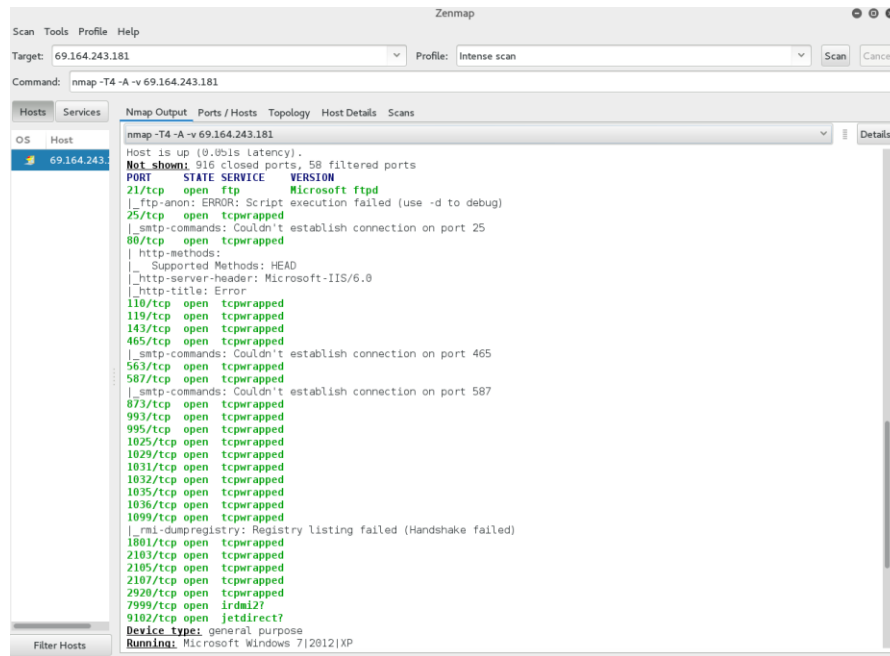 Zenmap
Scan Tools Profile Help
Target: 69.164.243.181 Profile: Intense scan Scan Cance
Command: nmap -T4 -A -v 69.164.243.181
Hosts Services Nmap Output Ports / Hosts Topology Host Details Scans
OS Host
69.164.243.1
nmap -T4 -A -v 69.164.243.181 Details
Host is up (0.051s latency).
Not shown: 916 closed ports, 58 filtered ports
PORT STATE SERVICE VERSION
21/tcp open ftp Microsoft ftpd
|_ftp-anon: ERROR: Script execution failed (use -d to debug)
25/tcp open tcpwrapped
|_smtp-commands: Couldn't establish connection on port 25
80/tcp open tcpwrapped
| http-methods:
|_ Supported Methods: HEAD
|_http-server-header: Microsoft-IIS/6.0
|_http-title: Error
110/tcp open tcpwrapped
119/tcp open tcpwrapped
143/tcp open tcpwrapped
465/tcp open tcpwrapped
|_smtp-commands: Couldn't establish connection on port 465
563/tcp open tcpwrapped
587/tcp open tcpwrapped
|_smtp-commands: Couldn't establish connection on port 587
873/tcp open tcpwrapped
993/tcp open tcpwrapped
995/tcp open tcpwrapped
1025/tcp open tcpwrapped
1029/tcp open tcpwrapped
1031/tcp open tcpwrapped
1032/tcp open tcpwrapped
1035/tcp open tcpwrapped
1036/tcp open tcpwrapped
1099/tcp open tcpwrapped
|_rmi-dumpregistry: Registry listing failed (Handshake failed)
1801/tcp open tcpwrapped
2103/tcp open tcpwrapped
2105/tcp open tcpwrapped
2107/tcp open tcpwrapped
2920/tcp open tcpwrapped
7999/tcp open irdmi2?
9102/tcp open jetdirect?
Device type: general purpose
Running: Microsoft Windows 7|2012|XP
Filter Hosts